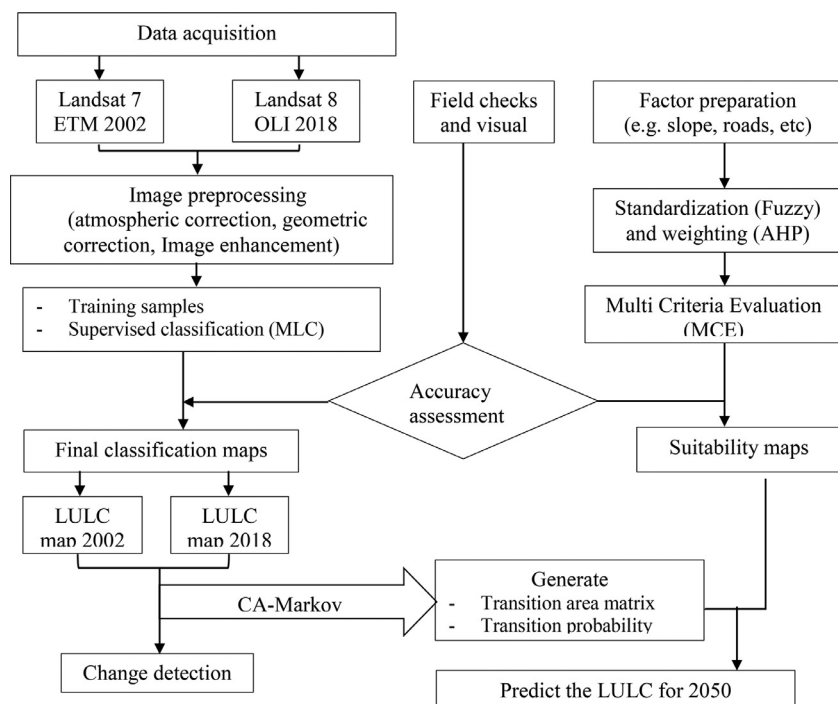 Data acquisition
Landsat 7
ETM 2002
Landsat 8
OLI 2018
Field checks
and visual
Factor preparation
(e.g. slope, roads, etc)
Image preprocessing
(atmospheric correction, geometric
correction, Image enhancement)
Standardization (Fuzzy)
and weighting (AHP)
- Training samples
- Supervised classification (MLC)
Multi Criteria Evaluation
(MCE)
Accuracy
assessment
Final classification maps
Suitability maps
LULC
map 2002
LULC
map 2018
CA-Markov
Generate
- Transition area matrix
- Transition probability
Change detection
Predict the LULC for 2050